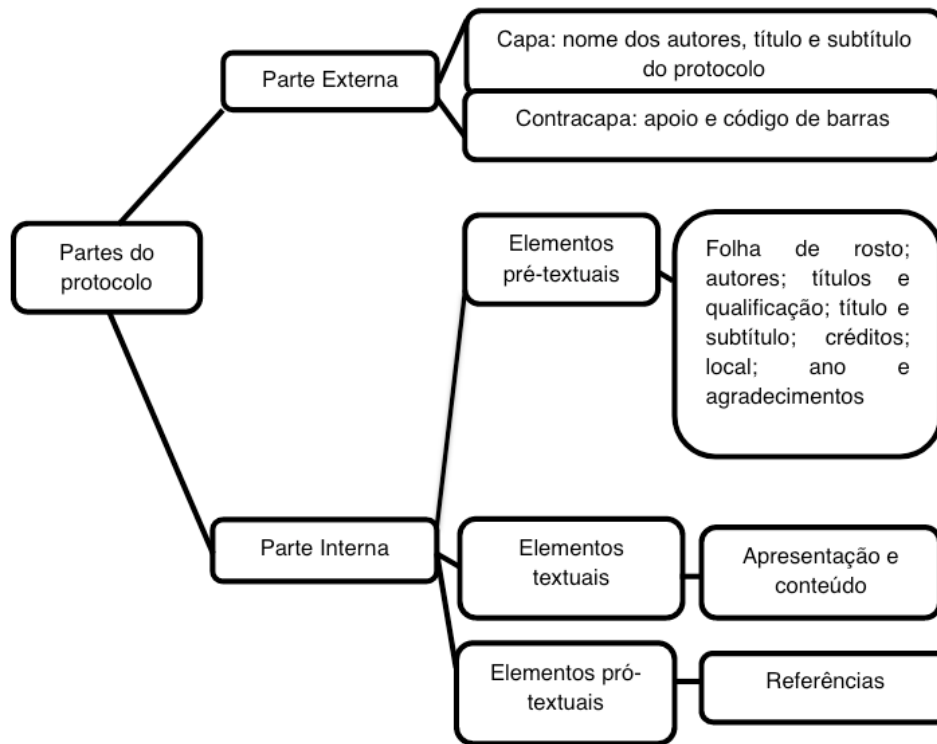 Capa: nome dos autores, título e subtítulo
do protocolo
Parte Externa
Contracapa: apoio e código de barras
Partes do
protocolo
Elementos
pré-textuais
Folha de rosto;
autores; títulos e
qualificação; título e
subtítulo; créditos;
local; ano e
agradecimentos
Parte Interna
Elementos
textuais
Apresentação e
conteúdo
Elementos pró-
textuais
Referências